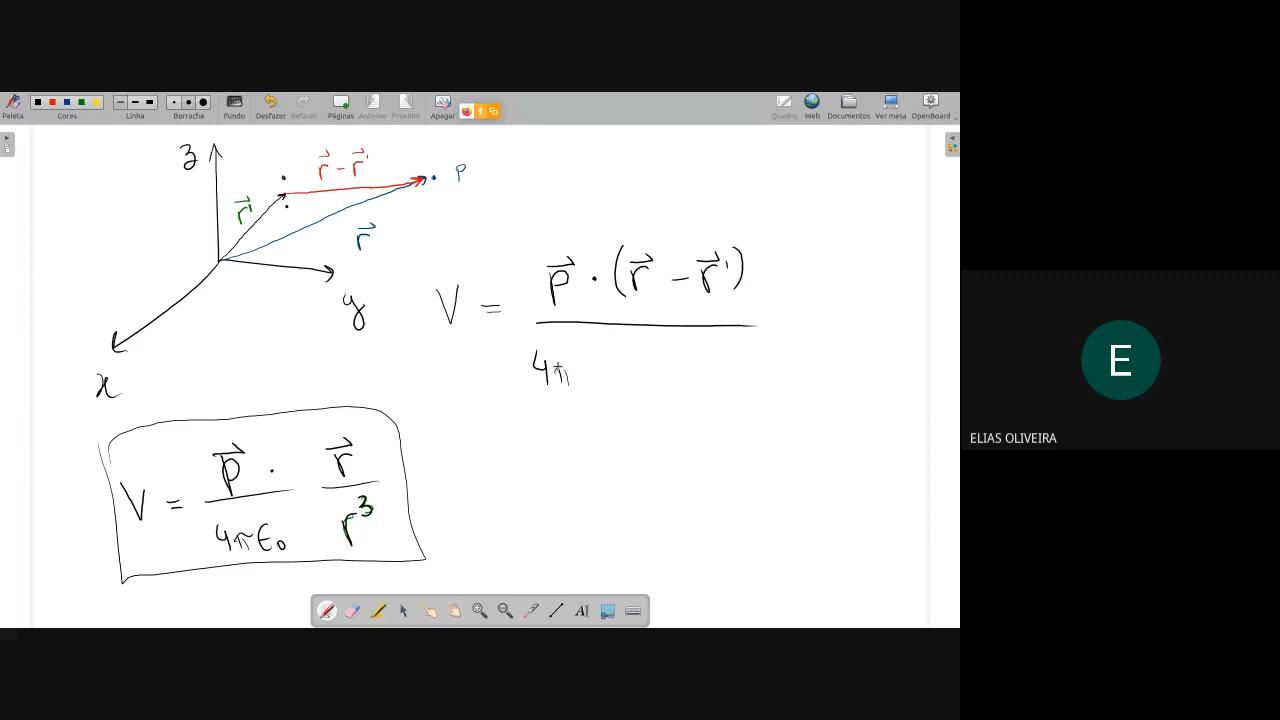 Paleta Cores Linha Borracha Fundo Desfazer Refazer Páginas Anterior Próximo Apagar Quadro Web Documentos Ver mesa OpenBoard
z
r⃗ - r⃗'
P
r⃗'
r⃗
y
x
V = p⃗ · (r⃗ - r⃗')
4π
V = p⃗ · r⃗
4πϵ₀ r³
E
ELIAS OLIVEIRA
AI